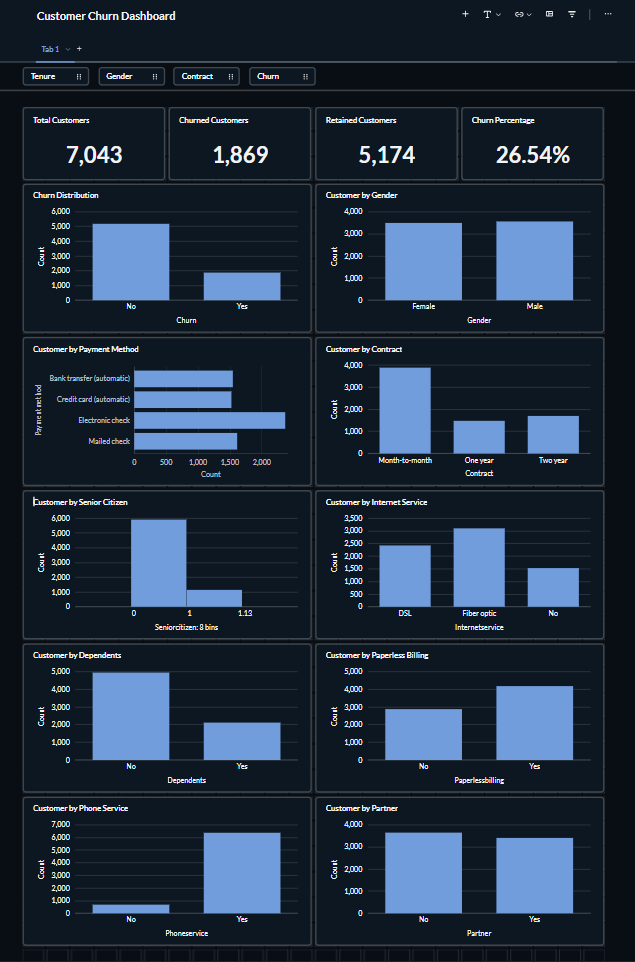 Customer Churn Dashboard
Tab 1
Tenure
Gender
Contract
Churn
Total Customers
7,043
Churned Customers
1,869
Retained Customers
5,174
Churn Percentage
26.54%
Churn Distribution
6,000
5,000
4,000
3,000
2,000
1,000
0
Count
No
Yes
Churn
Customer by Gender
4,000
3,000
2,000
1,000
0
Count
Female
Male
Gender
Customer by Payment Method
Payment method
Bank transfer (automatic)
Credit card (automatic)
Electronic check
Mailed check
0
500
1,000
1,500
2,000
Count
Customer by Contract
4,000
3,000
2,000
1,000
0
Count
Month-to-month
One year
Two year
Contract
Customer by Senior Citizen
6,000
5,000
4,000
3,000
2,000
1,000
0
Count
0
1
1.13
Seniorcitizen: 8 bins
Customer by Internet Service
3,500
3,000
2,500
2,000
1,500
1,000
500
0
Count
DSL
Fiber optic
No
Internetservice
Customer by Dependents
5,000
4,000
3,000
2,000
1,000
0
Count
No
Yes
Dependents
Customer by Paperless Billing
5,000
4,000
3,000
2,000
1,000
0
Count
No
Yes
Paperlessbilling
Customer by Phone Service
7,000
6,000
5,000
4,000
3,000
2,000
1,000
0
Count
No
Yes
Phoneservice
Customer by Partner
4,000
3,000
2,000
1,000
0
Count
No
Yes
Partner